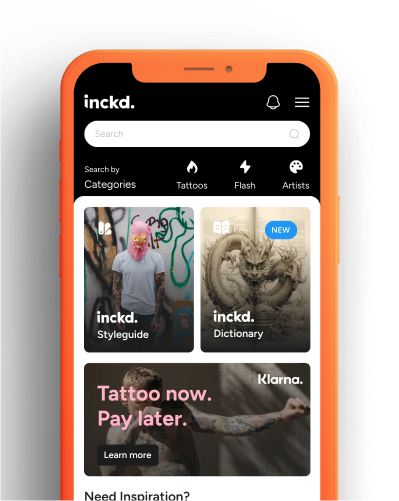 inckd.
Search
Search by
Categories
Tattoos
Flash
Artists
NEW
inckd.
Styleguide
inckd.
Dictionary
Klarna.
Tattoo now.
Pay later.
Learn more
Need Inspiration?